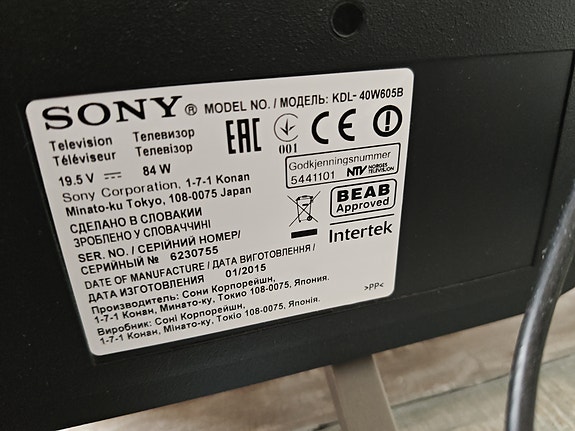 SONY® MODEL NO. / МОДЕЛЬ: KDL- 40W605B
Television Телевизор
Téléviseur Телевізор
19.5 V ⎓ 84 W
Sony Corporation, 1-7-1 Konan
Minato-ku Tokyo, 108-0075 Japan
СДЕЛАНО В СЛОВАКИИ
ЗРОБЛЕНО У СЛОВАЧЧИНІ
SER. NO. / СЕРІЙНИЙ НОМЕР/
СЕРИЙНЫЙ № 6230755
DATE OF MANUFACTURE / ДАТА ВИГОТОВЛЕННЯ /
ДАТА ИЗГОТОВЛЕНИЯ 01/2015
Производитель: Сони Корпорейшн,
1-7-1 Конан, Минато-ку, Токио 108-0075, Япония.
Виробник: Соні Корпорейшн,
1-7-1 Конан, Мінато-ку, Токіо 108-0075, Японія.
EAC
001
CE
Godkjenningsnummer
5441101 NTV NORGES TELEVISJON
BEAB
Approved
Intertek
>PP<